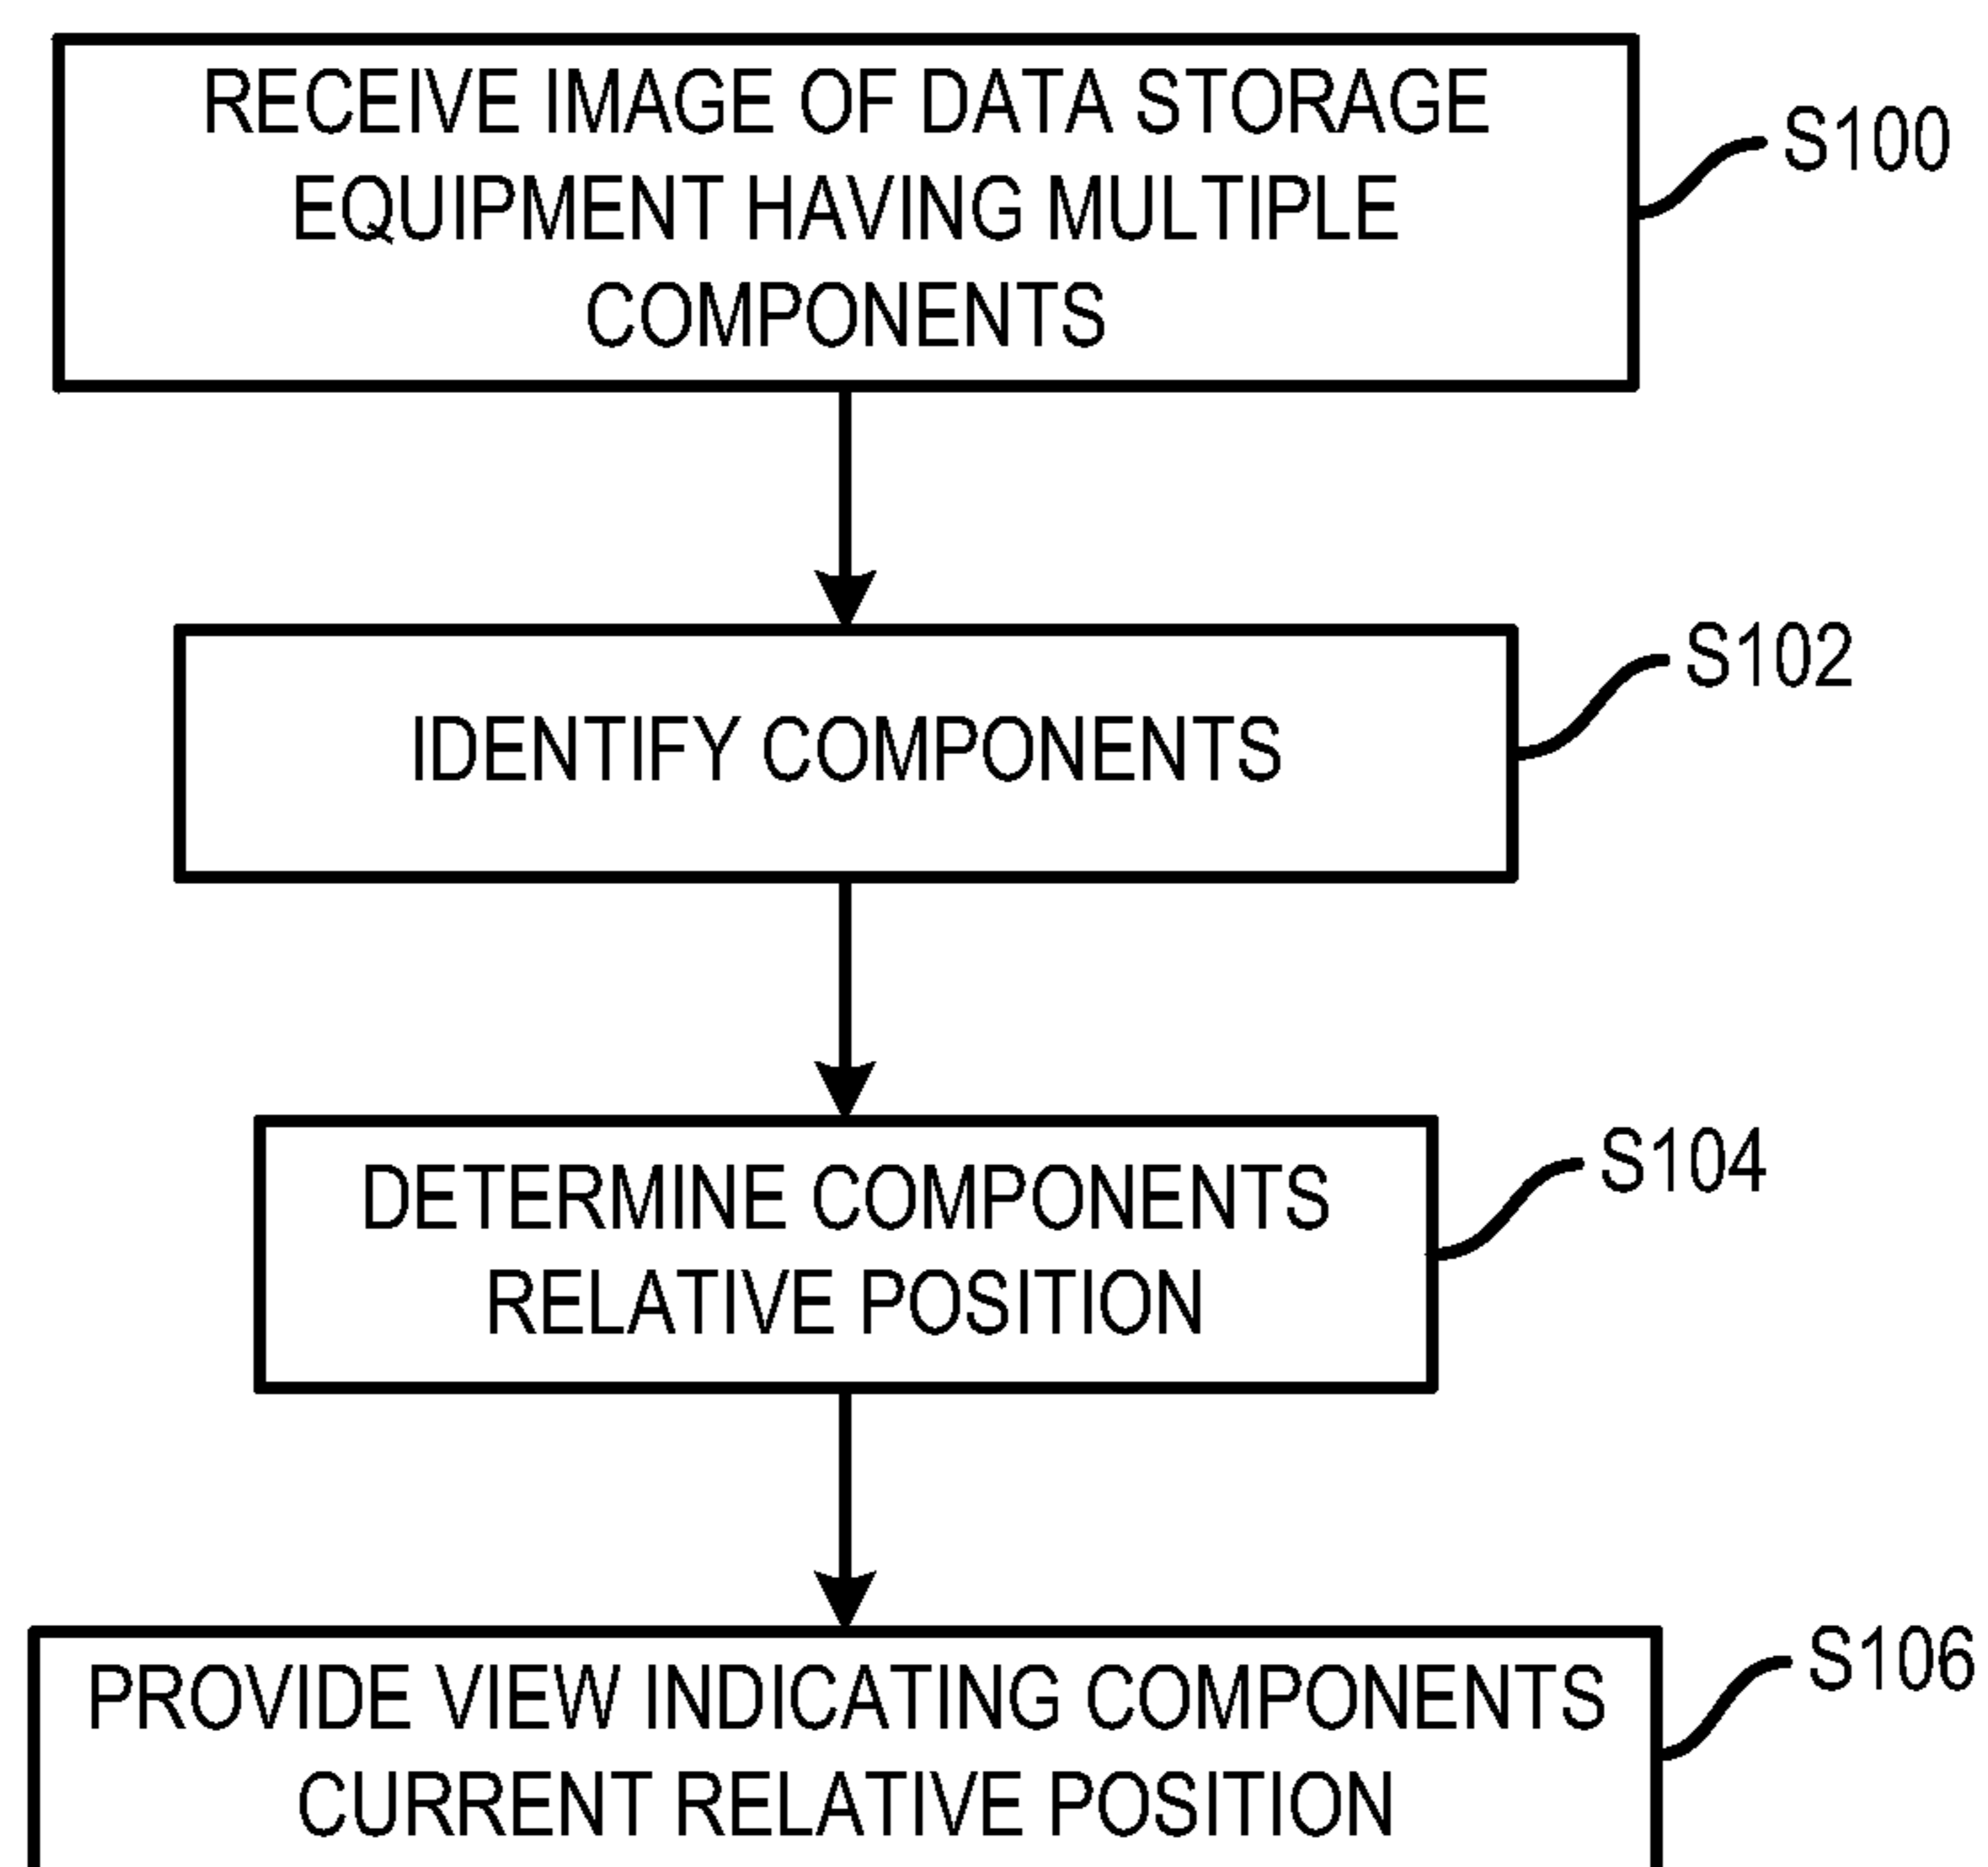 RECEIVE IMAGE OF DATA STORAGE
EQUIPMENT HAVING MULTIPLE
COMPONENTS
S100
IDENTIFY COMPONENTS
S102
DETERMINE COMPONENTS
RELATIVE POSITION
S104
PROVIDE VIEW INDICATING COMPONENTS
CURRENT RELATIVE POSITION
S106